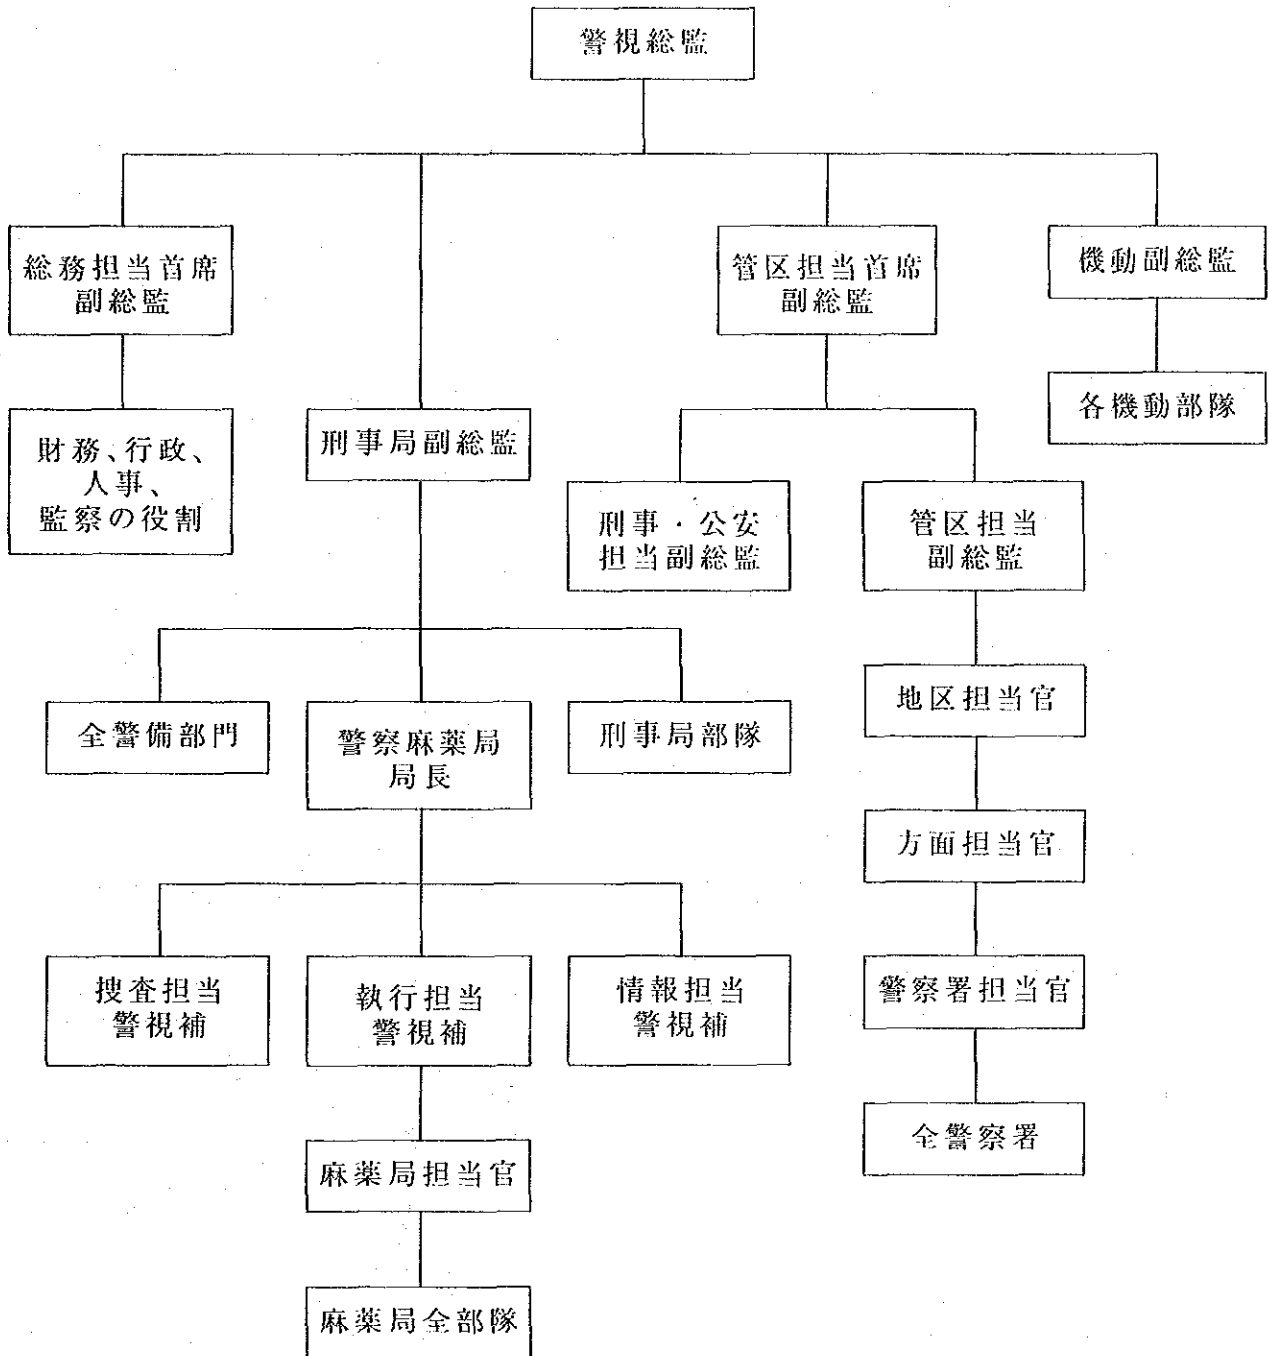 警視総監
総務担当首席
副総監
管区担当首席
副総監
機動副総監
財務、行政、
人事、
監察の役割
刑事局副総監
各機動部隊
刑事・公安
担当副総監
管区担当
副総監
全警備部門
警察麻薬局
局長
刑事局部隊
地区担当官
方面担当官
捜査担当
警視補
執行担当
警視補
情報担当
警視補
警察署担当官
麻薬局担当官
全警察署
麻薬局全部隊